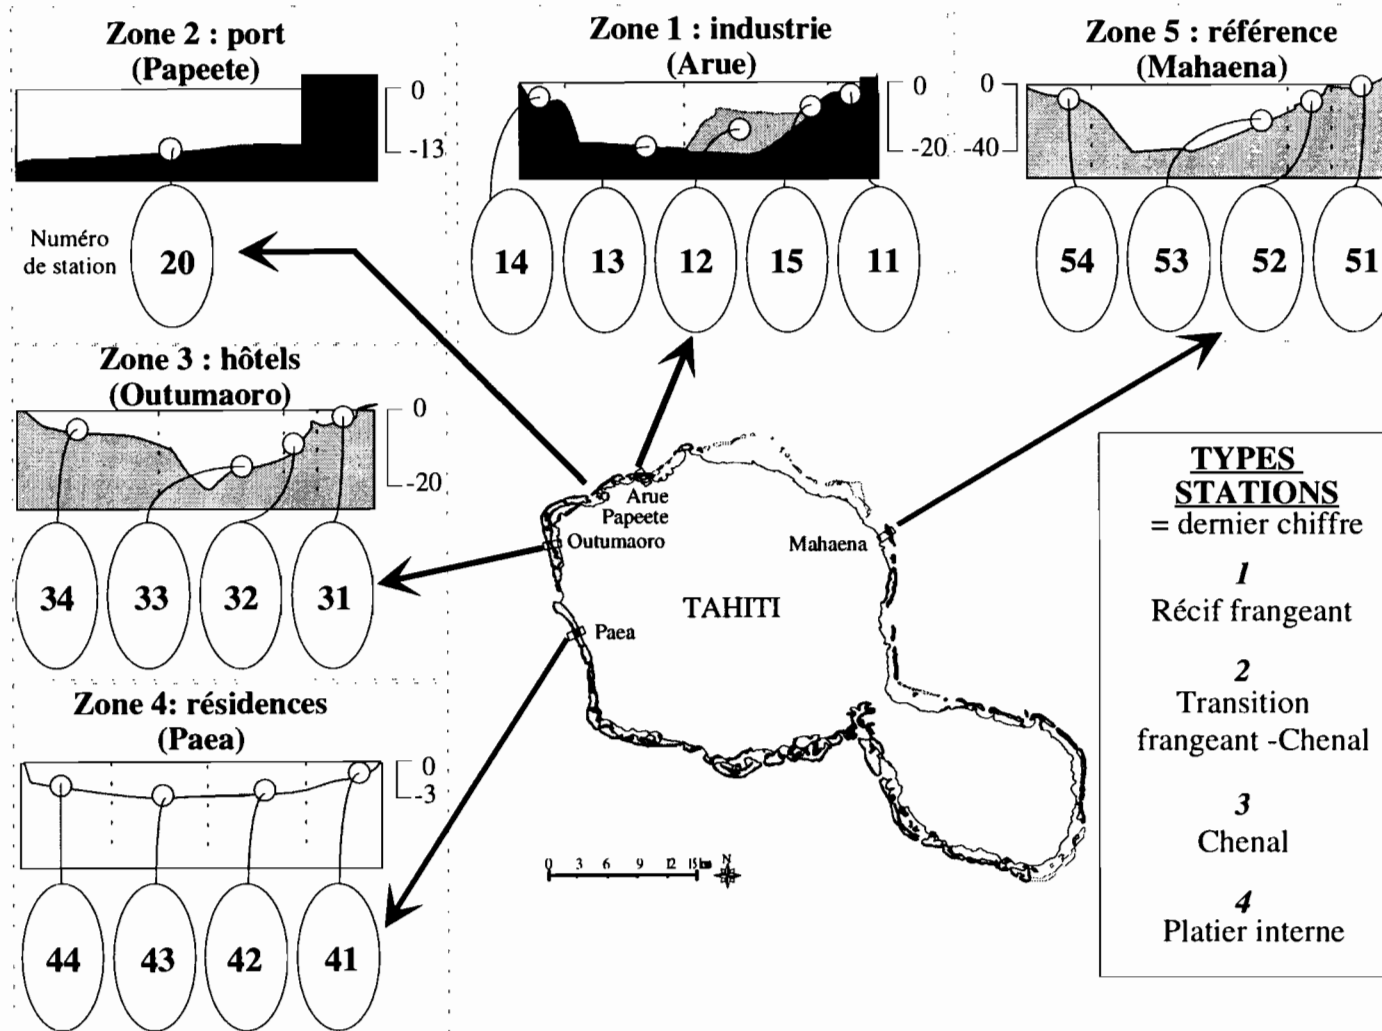 Zone 2 : port
(Papeete)
0
-13
Numéro
de station
20
Zone 1 : industrie
(Arue)
0
-20
14
13
12
15
11
Zone 5 : référence
(Mahaena)
0
-40
54
53
52
51
Zone 3 : hôtels
(Outumaoro)
0
-20
34
33
32
31
Zone 4: résidences
(Paea)
0
-3
44
43
42
41
Arue
Papeete
Outumaoro
Mahaena
TAHITI
Paea
0 3 6 9 12 15 km
N
TYPES
STATIONS
= dernier chiffre
1
Récif frangeant
2
Transition
frangeant -Chenal
3
Chenal
4
Platier interne